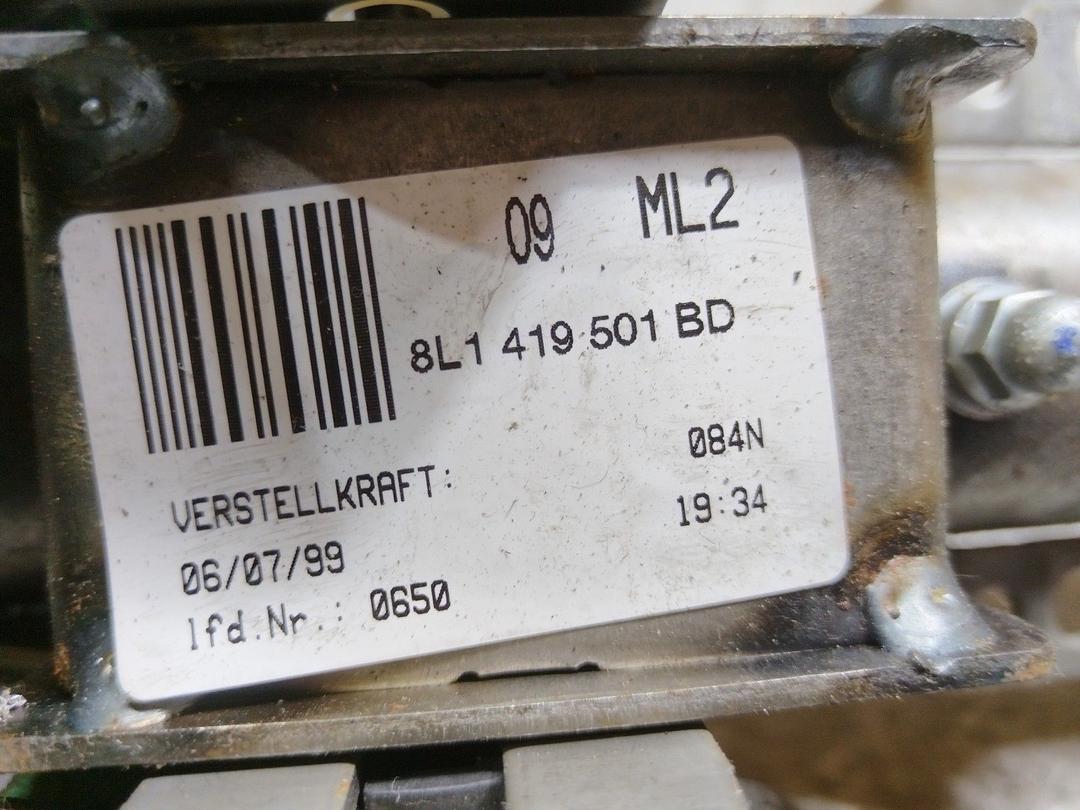 09 ML2
8L1 419 501 BD
VERSTELLKRAFT: 084N
06/07/99 19:34
lfd.Nr.: 0650